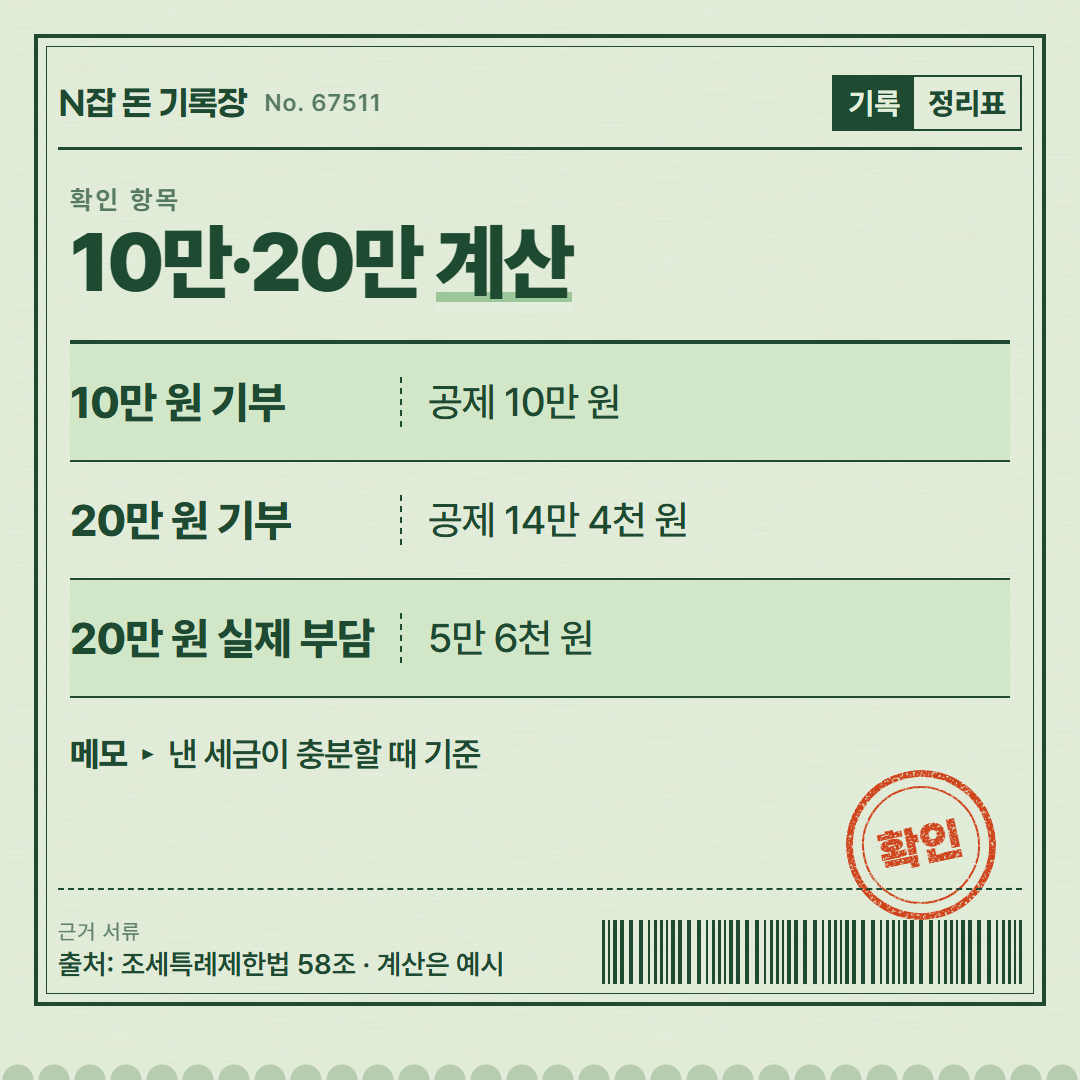 N잡 돈 기록장 No. 67511
기록 정리표
확인 항목
10만·20만 계산
10만 원 기부 공제 10만 원
20만 원 기부 공제 14만 4천 원
20만 원 실제 부담 5만 6천 원
메모 ▸ 낸 세금이 충분할 때 기준
확인
근거 서류
출처: 조세특례제한법 58조 · 계산은 예시